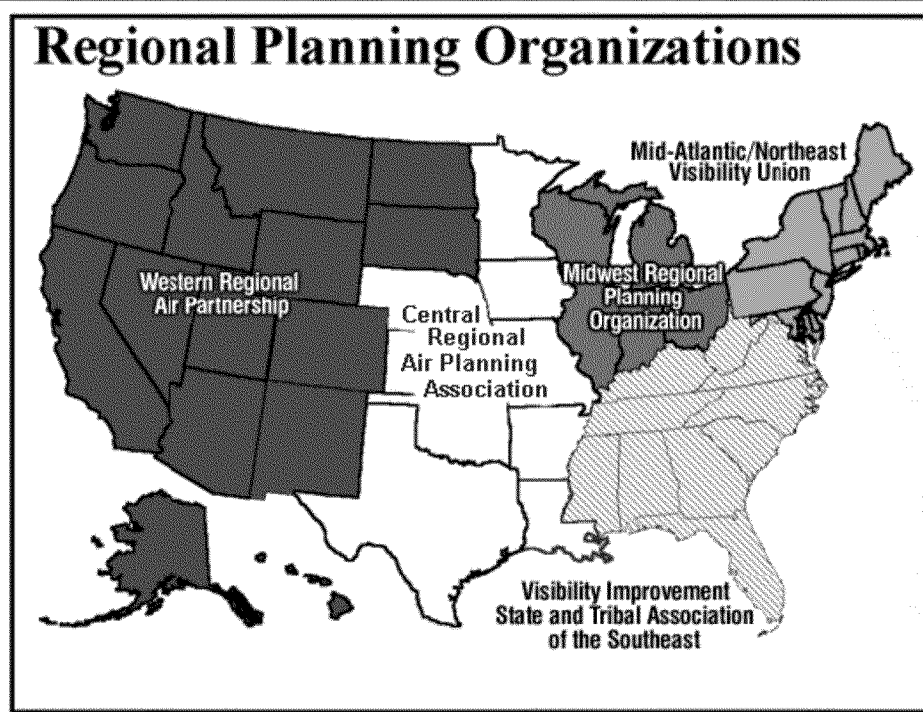 Regional Planning Organizations
Mid-Atlantic/Northeast
Visibility Union
Western Regional
Air Partnership
Midwest Regional
Planning
Organization
Central
Regional
Air Planning
Association
Visibility Improvement
State and Tribal Association
of the Southeast